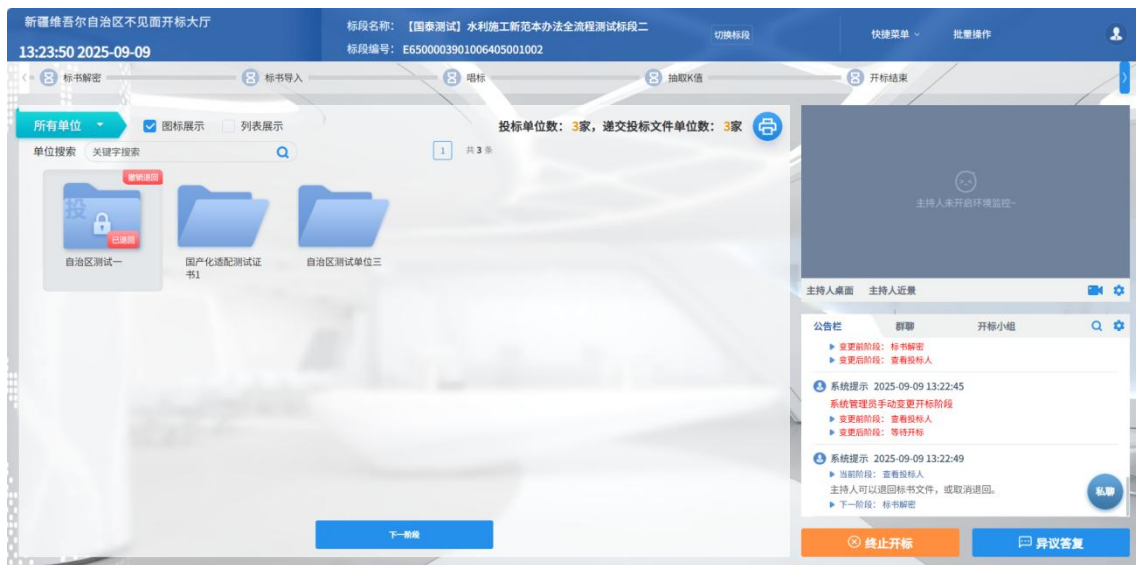 新疆维吾尔自治区不见面开标大厅
13:23:50 2025-09-09
标段名称： 【国泰测试】水利施工新范本办法全流程测试标段二
标段编号： E6500003901006405001002
切换标段
快捷菜单
批量操作
标书解密
标书导入
唱标
抽取K值
开标结束
所有单位
图标展示
列表展示
投标单位数： 3家，递交投标文件单位数： 3家
单位搜索
关键字搜索
1
共 3 条
撤销退回
投
已退回
自治区测试一
国产化适配测试证
书1
自治区测试单位三
下一阶段
主持人未开启环境监控~
主持人桌面
主持人近景
公告栏
群聊
开标小组
变更前阶段： 标书解密
变更后阶段： 查看投标人
系统提示 2025-09-09 13:22:45
系统管理员手动变更开标阶段
变更前阶段： 查看投标人
变更后阶段： 等待开标
系统提示 2025-09-09 13:22:49
当前阶段： 查看投标人
主持人可以退回标书文件，或取消退回。
下一阶段： 标书解密
私聊
终止开标
异议答复